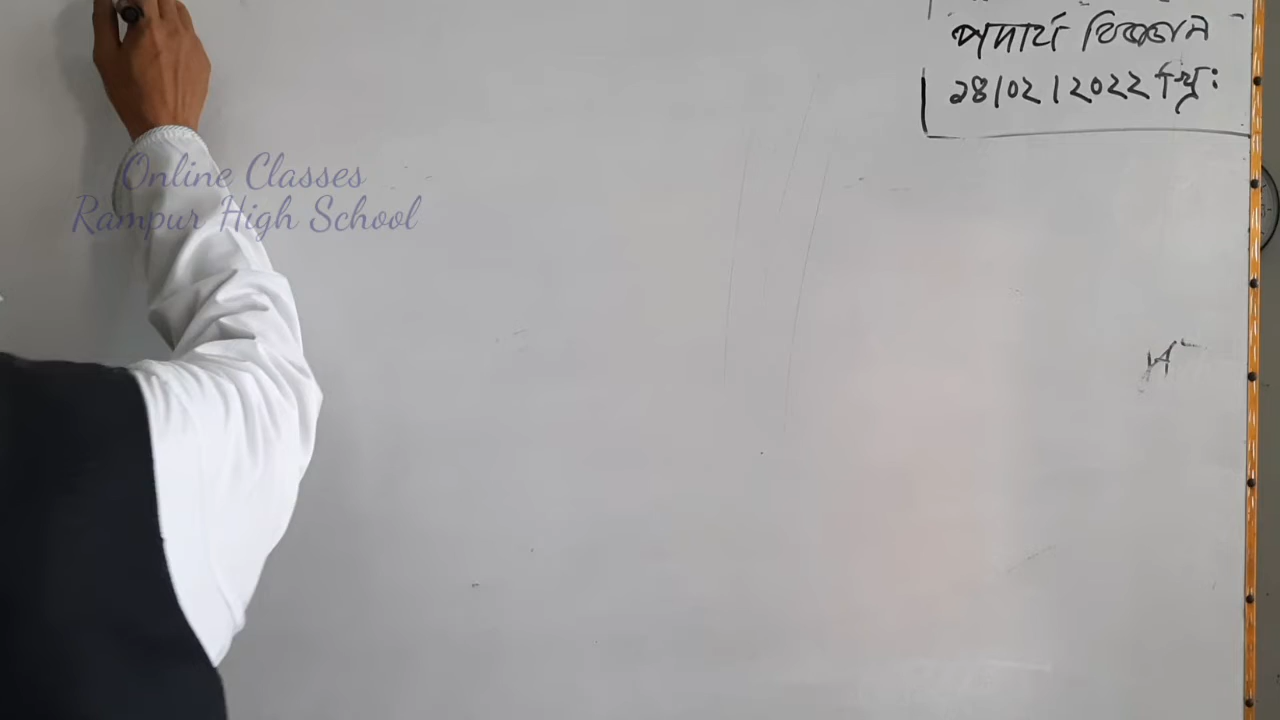 পদার্থ বিজ্ঞান
২৪/০২/২০২২ খ্রিঃ
Online Classes
Rampur High School